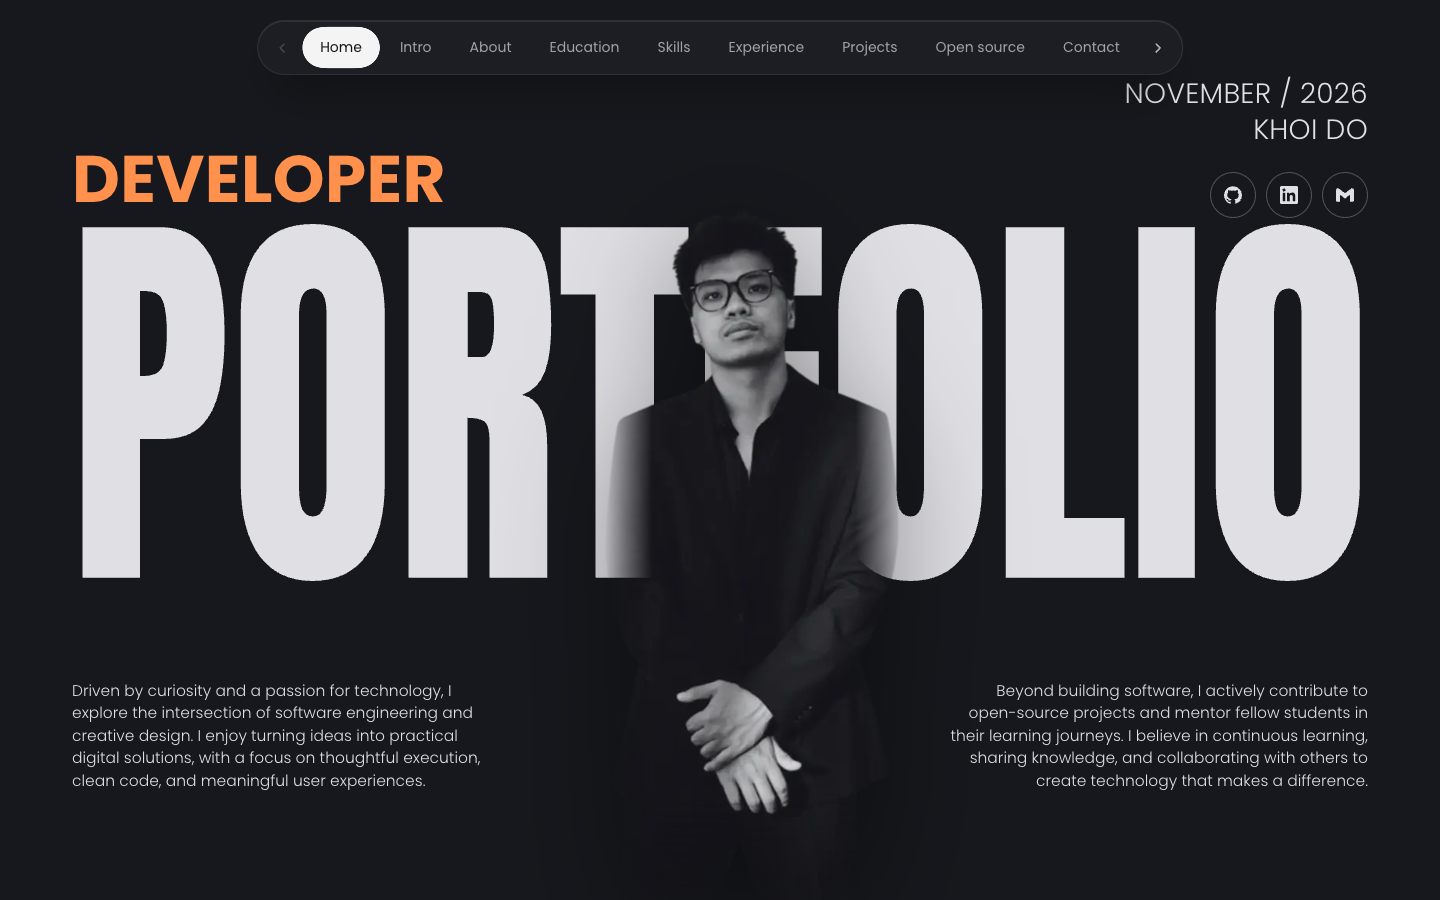 Home Intro About Education Skills Experience Projects Open source Contact
NOVEMBER / 2026
KHOI DO
DEVELOPER
PORTFOLIO
Driven by curiosity and a passion for technology, I
explore the intersection of software engineering and
creative design. I enjoy turning ideas into practical
digital solutions, with a focus on thoughtful execution,
clean code, and meaningful user experiences.
Beyond building software, I actively contribute to
open-source projects and mentor fellow students in
their learning journeys. I believe in continuous learning,
sharing knowledge, and collaborating with others to
create technology that makes a difference.